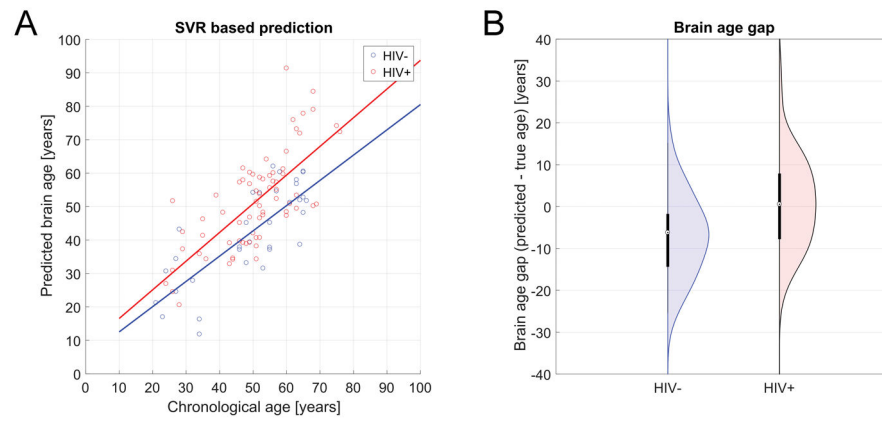 A
SVR based prediction
HIV-
HIV+
100
90
80
70
60
50
40
30
20
10
0
0 10 20 30 40 50 60 70 80 90 100
Predicted brain age [years]
Chronological age [years]
B
Brain age gap
40
30
20
10
0
-10
-20
-30
-40
Brain age gap (predicted - true age) [years]
HIV- HIV+